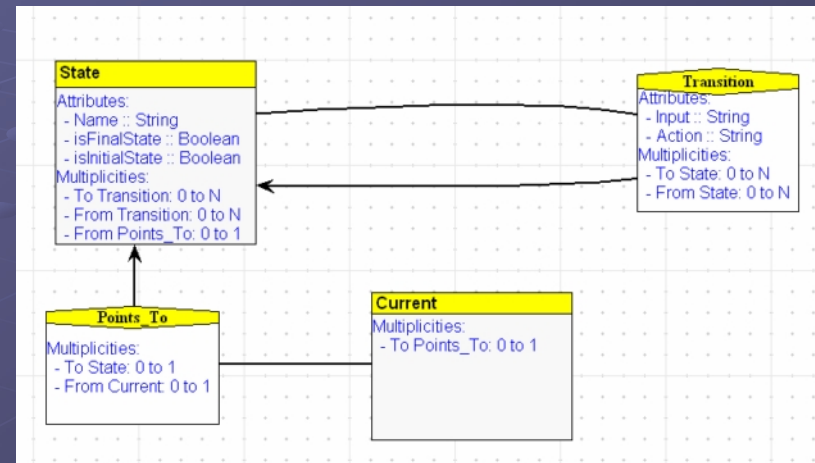 State
Attributes:
- Name :: String
- isFinalState :: Boolean
- isInitialState :: Boolean
Multiplicities:
- To Transition: 0 to N
- From Transition: 0 to N
- From Points_To: 0 to 1
Transition
Attributes:
- Input :: String
- Action :: String
Multiplicities:
- To State: 0 to N
- From State: 0 to N
Points_To
Multiplicities:
- To State: 0 to 1
- From Current: 0 to 1
Current
Multiplicities:
- To Points_To: 0 to 1